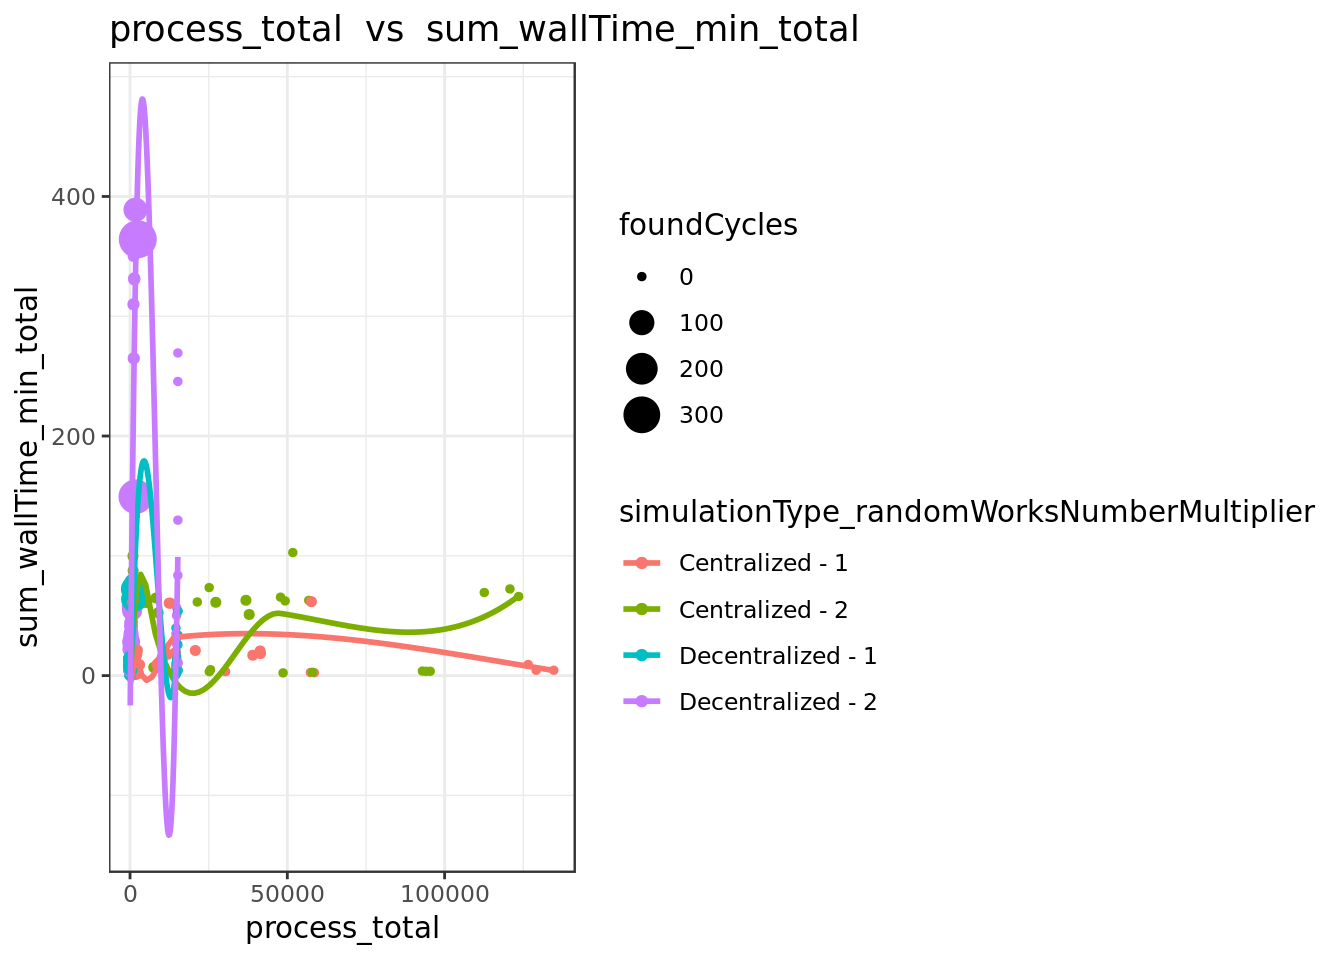 process_total  vs  sum_wallTime_min_total
sum_wallTime_min_total
400
200
0
0
50000
100000
process_total
foundCycles
0
100
200
300
simulationType_randomWorksNumberMultiplier
Centralized - 1
Centralized - 2
Decentralized - 1
Decentralized - 2